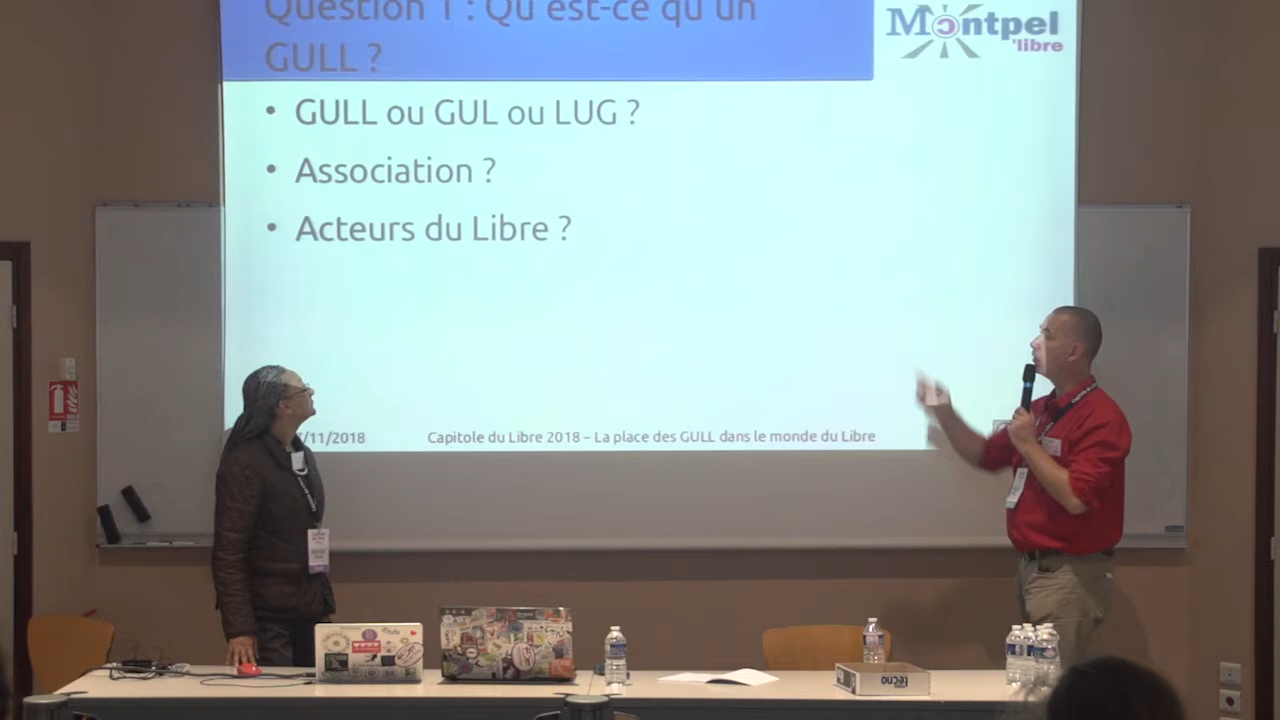 Question 1 : Qu'est-ce qu'un
GULL ?
Montpel
'libre
• GULL ou GUL ou LUG ?
• Association ?
• Acteurs du Libre ?
/11/2018
Capitole du Libre 2018 – La place des GULL dans le monde du Libre
tecno